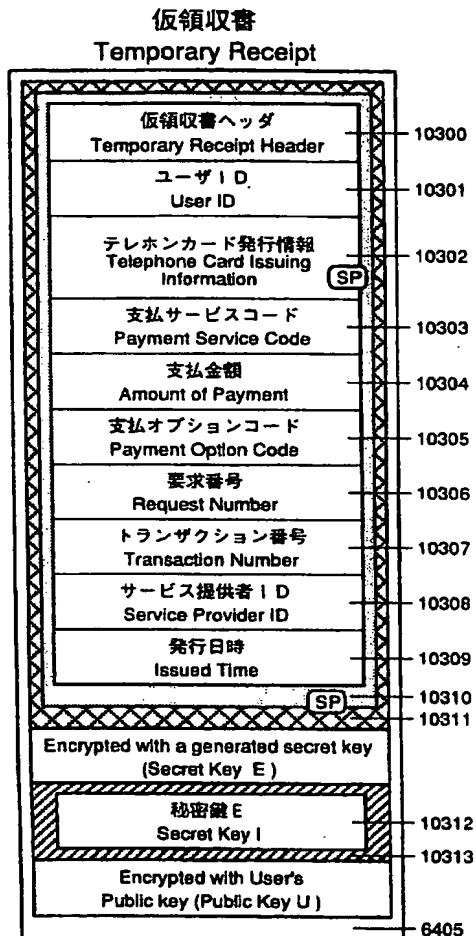 仮領収書
Temporary Receipt
仮領収書ヘッダ
Temporary Receipt Header
10300
ユーザID
User ID
10301
テレホンカード発行情報
Telephone Card Issuing
Information
10302
SP
支払サービスコード
Payment Service Code
10303
支払金額
Amount of Payment
10304
支払オプションコード
Payment Option Code
10305
要求番号
Request Number
10306
トランザクション番号
Transaction Number
10307
サービス提供者ID
Service Provider ID
10308
発行日時
Issued Time
10309
SP
10310
10311
Encrypted with a generated secret key
(Secret Key E)
秘密鍵E
Secret Key I
10312
10313
Encrypted with User's
Public key (Public Key U)
6405